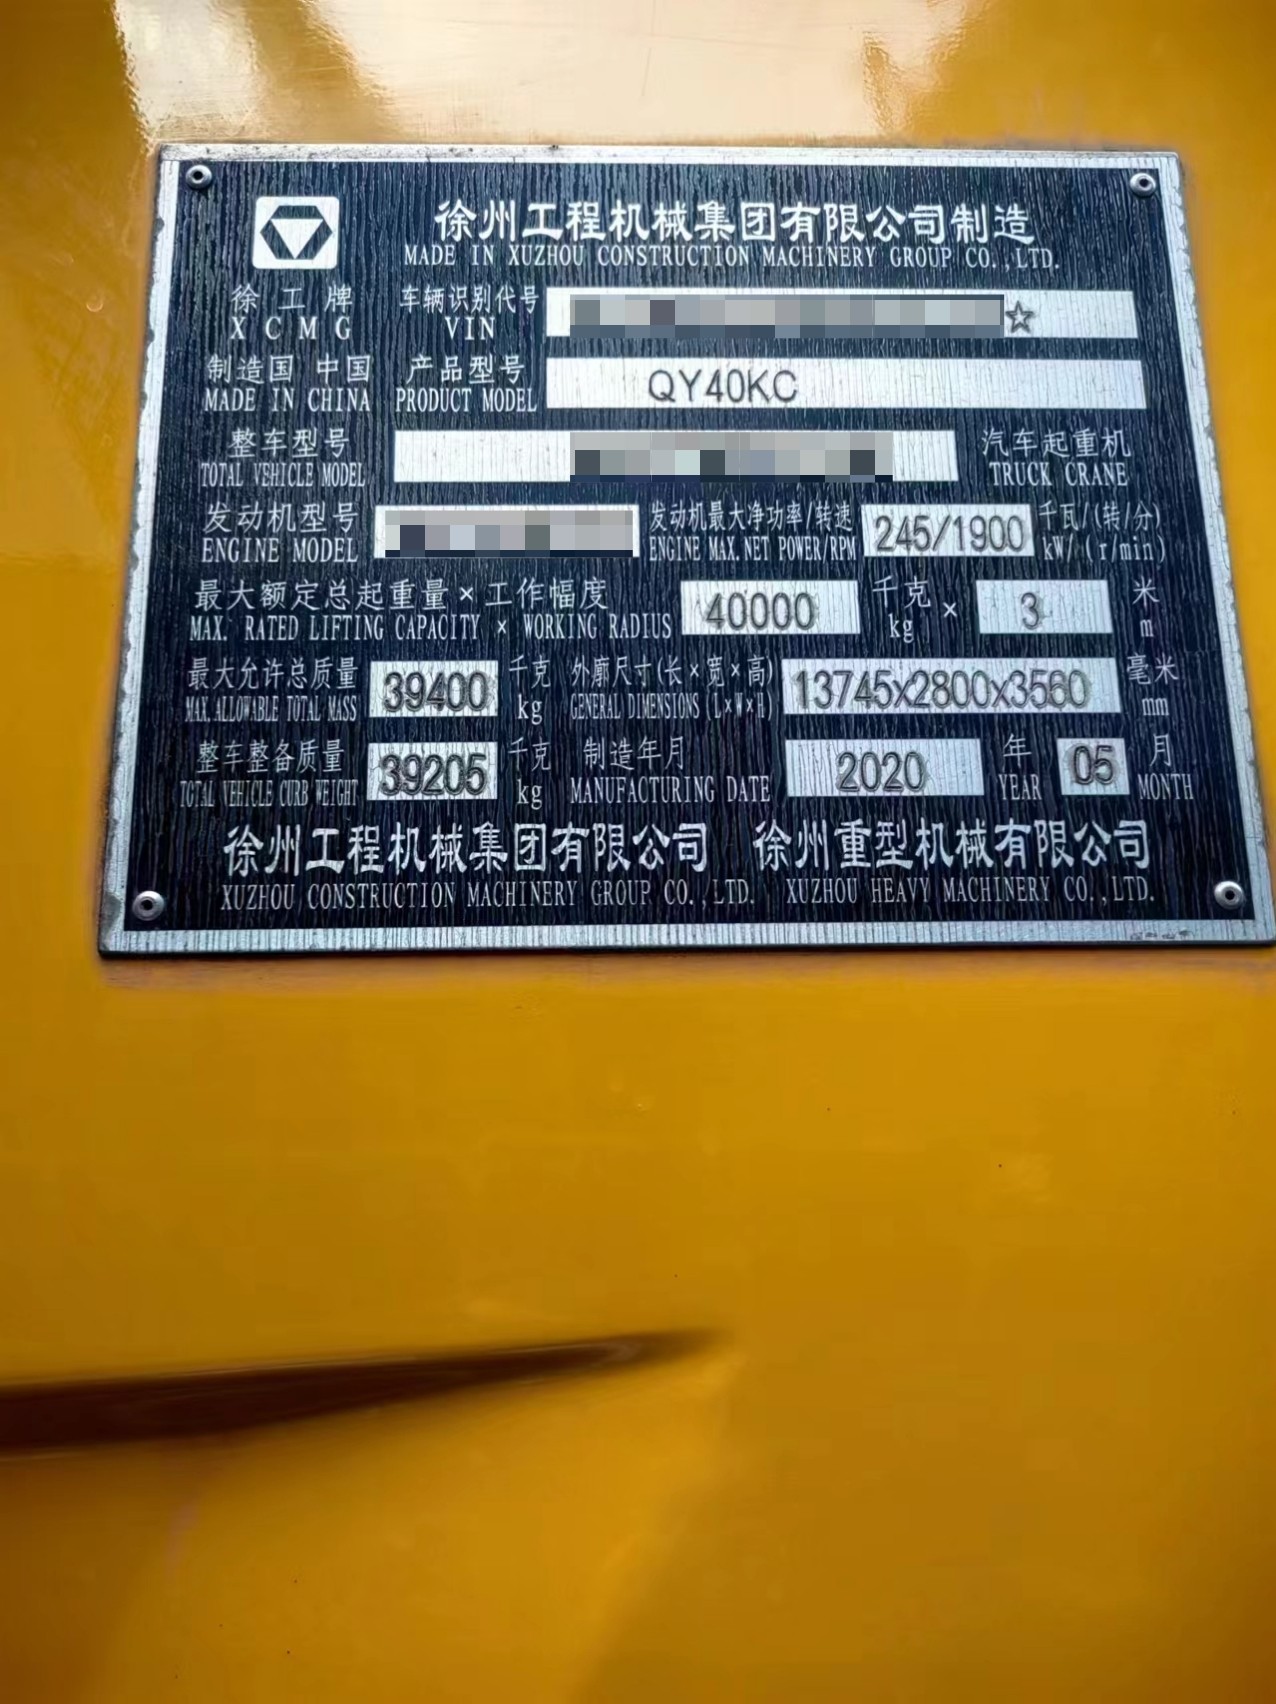 徐州工程机械集团有限公司制造
MADE IN XUZHOU CONSTRUCTION MACHINERY GROUP CO.,LTD.
徐工牌 车辆识别代号 ☆
XCMG VIN
制造国 中国 产品型号 QY40KC
MADE IN CHINA PRODUCT MODEL
整车型号 汽车起重机
TOTAL VEHICLE MODEL TRUCK CRANE
发动机型号 发动机最大净功率/转速 245/1900 千瓦/(转/分)
ENGINE MODEL ENGINE MAX.NET POWER/RPM kW/(r/min)
最大额定总起重量×工作幅度 40000 千克 × 3 米
MAX. RATED LIFTING CAPACITY × WORKING RADIUS kg m
最大允许总质量 39400 千克 外廓尺寸(长×宽×高) 13745x2800x3560 毫米
MAX.ALLOWABLE TOTAL MASS kg GENERAL DIMENSIONS (L×W×H) mm
整车整备质量 39205 千克 制造年月 2020 年 05 月
TOTAL VEHICLE CURB WEIGHT kg MANUFACTURING DATE YEAR MONTH
徐州工程机械集团有限公司 徐州重型机械有限公司
XUZHOU CONSTRUCTION MACHINERY GROUP CO.,LTD. XUZHOU HEAVY MACHINERY CO.,LTD.